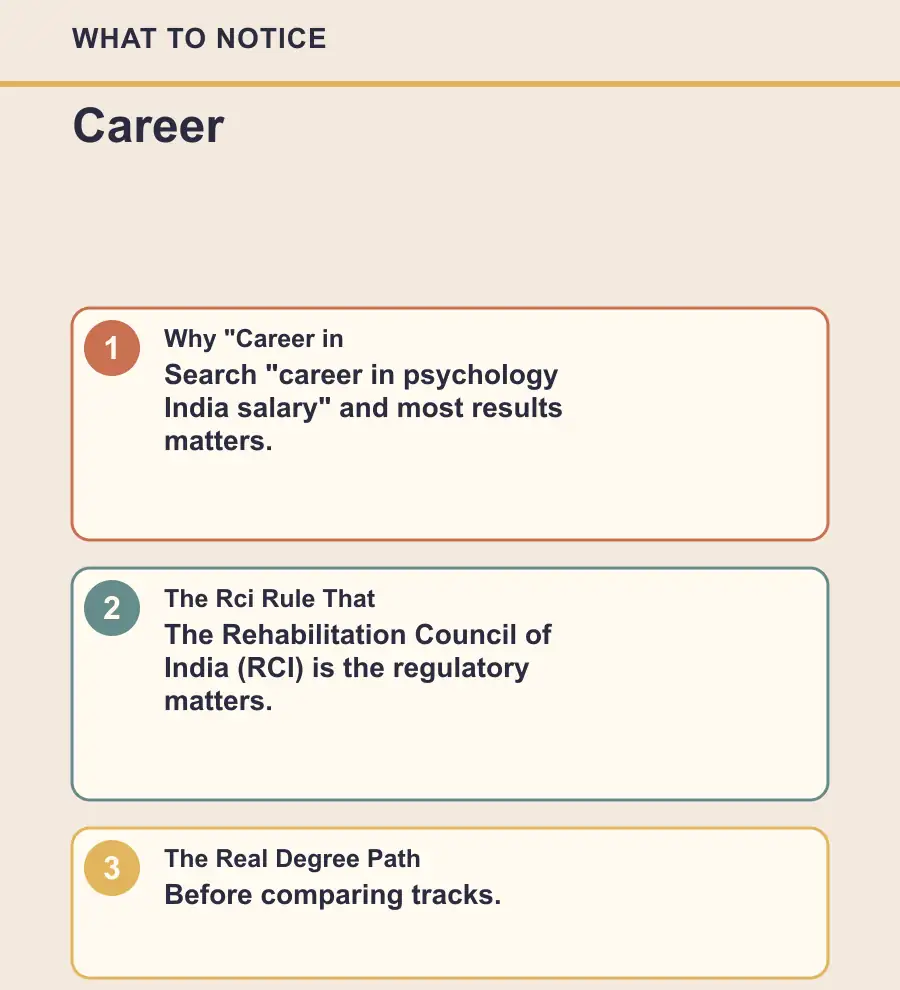 WHAT TO NOTICE
Career
1
Why "Career in
Search "career in psychology
India salary" and most results
matters.
2
The Rci Rule That
The Rehabilitation Council of
India (RCI) is the regulatory
matters.
3
The Real Degree Path
Before comparing tracks.